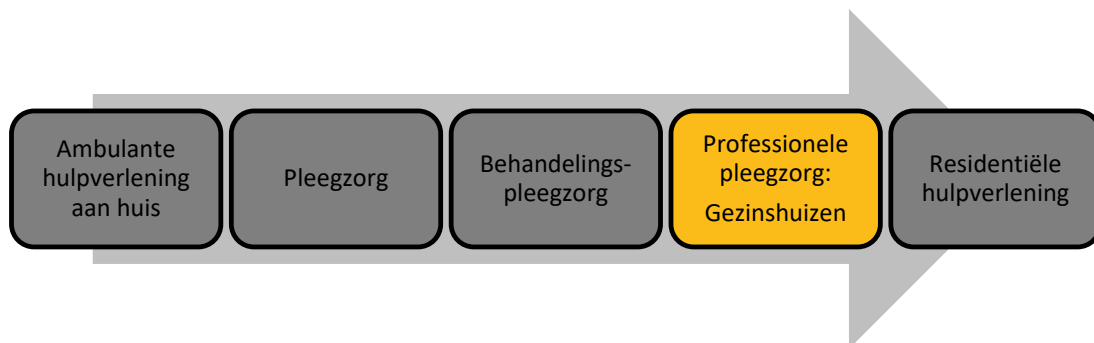 Ambulante
hulpverlening
aan huis
Pleegzorg
Behandelings-
pleegzorg
Professionele
pleegzorg:
Gezinshuizen
Residentiële
hulpverlening